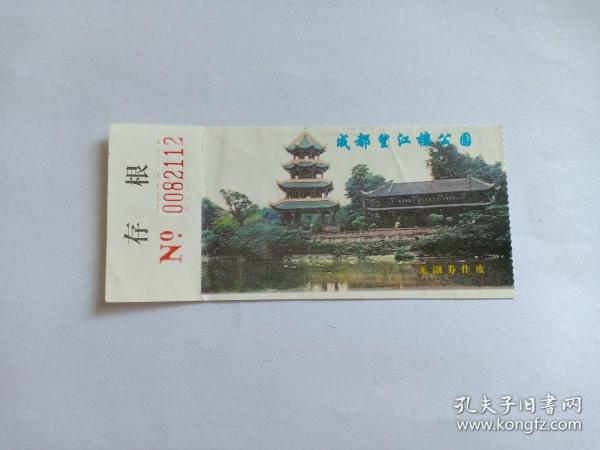 存根
No 0082112
成都望江楼公园
无副券作废
孔夫子旧书网
www.kongfz.com